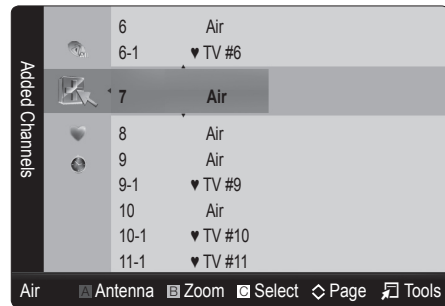 Added Channels
6 Air
6-1 ♥ TV #6
7 Air
8 Air
9 Air
9-1 ♥ TV #9
10 Air
10-1 ♥ TV #10
11-1 ♥ TV #11
Air A Antenna B Zoom C Select Page Tools